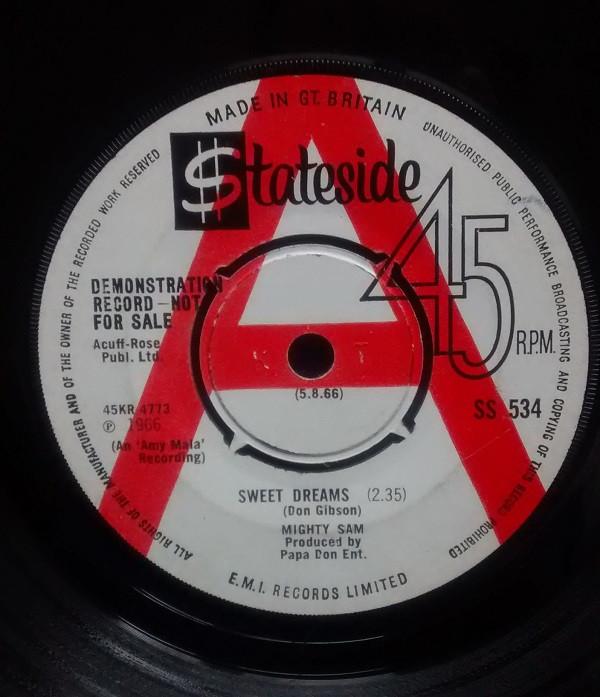 MADE IN GT. BRITAIN
UNAUTHORISED PUBLIC PERFORMANCE BROADCASTING AND COPYING OF THIS RECORD PROHIBITED
ALL RIGHTS OF THE MANUFACTURER AND OF THE OWNER OF THE RECORDED WORK RESERVED
$tateside
A
45
R.P.M.
DEMONSTRATION
RECORD—NOT
FOR SALE
Acuff-Rose
Publ. Ltd.
K T
(5.8.66)
45KR 4773
Ⓟ 1966
(An 'Amy Mala'
Recording)
SS 534
SWEET DREAMS (2.35)
(Don Gibson)
MIGHTY SAM
Produced by
Papa Don Ent.
E.M.I. RECORDS LIMITED